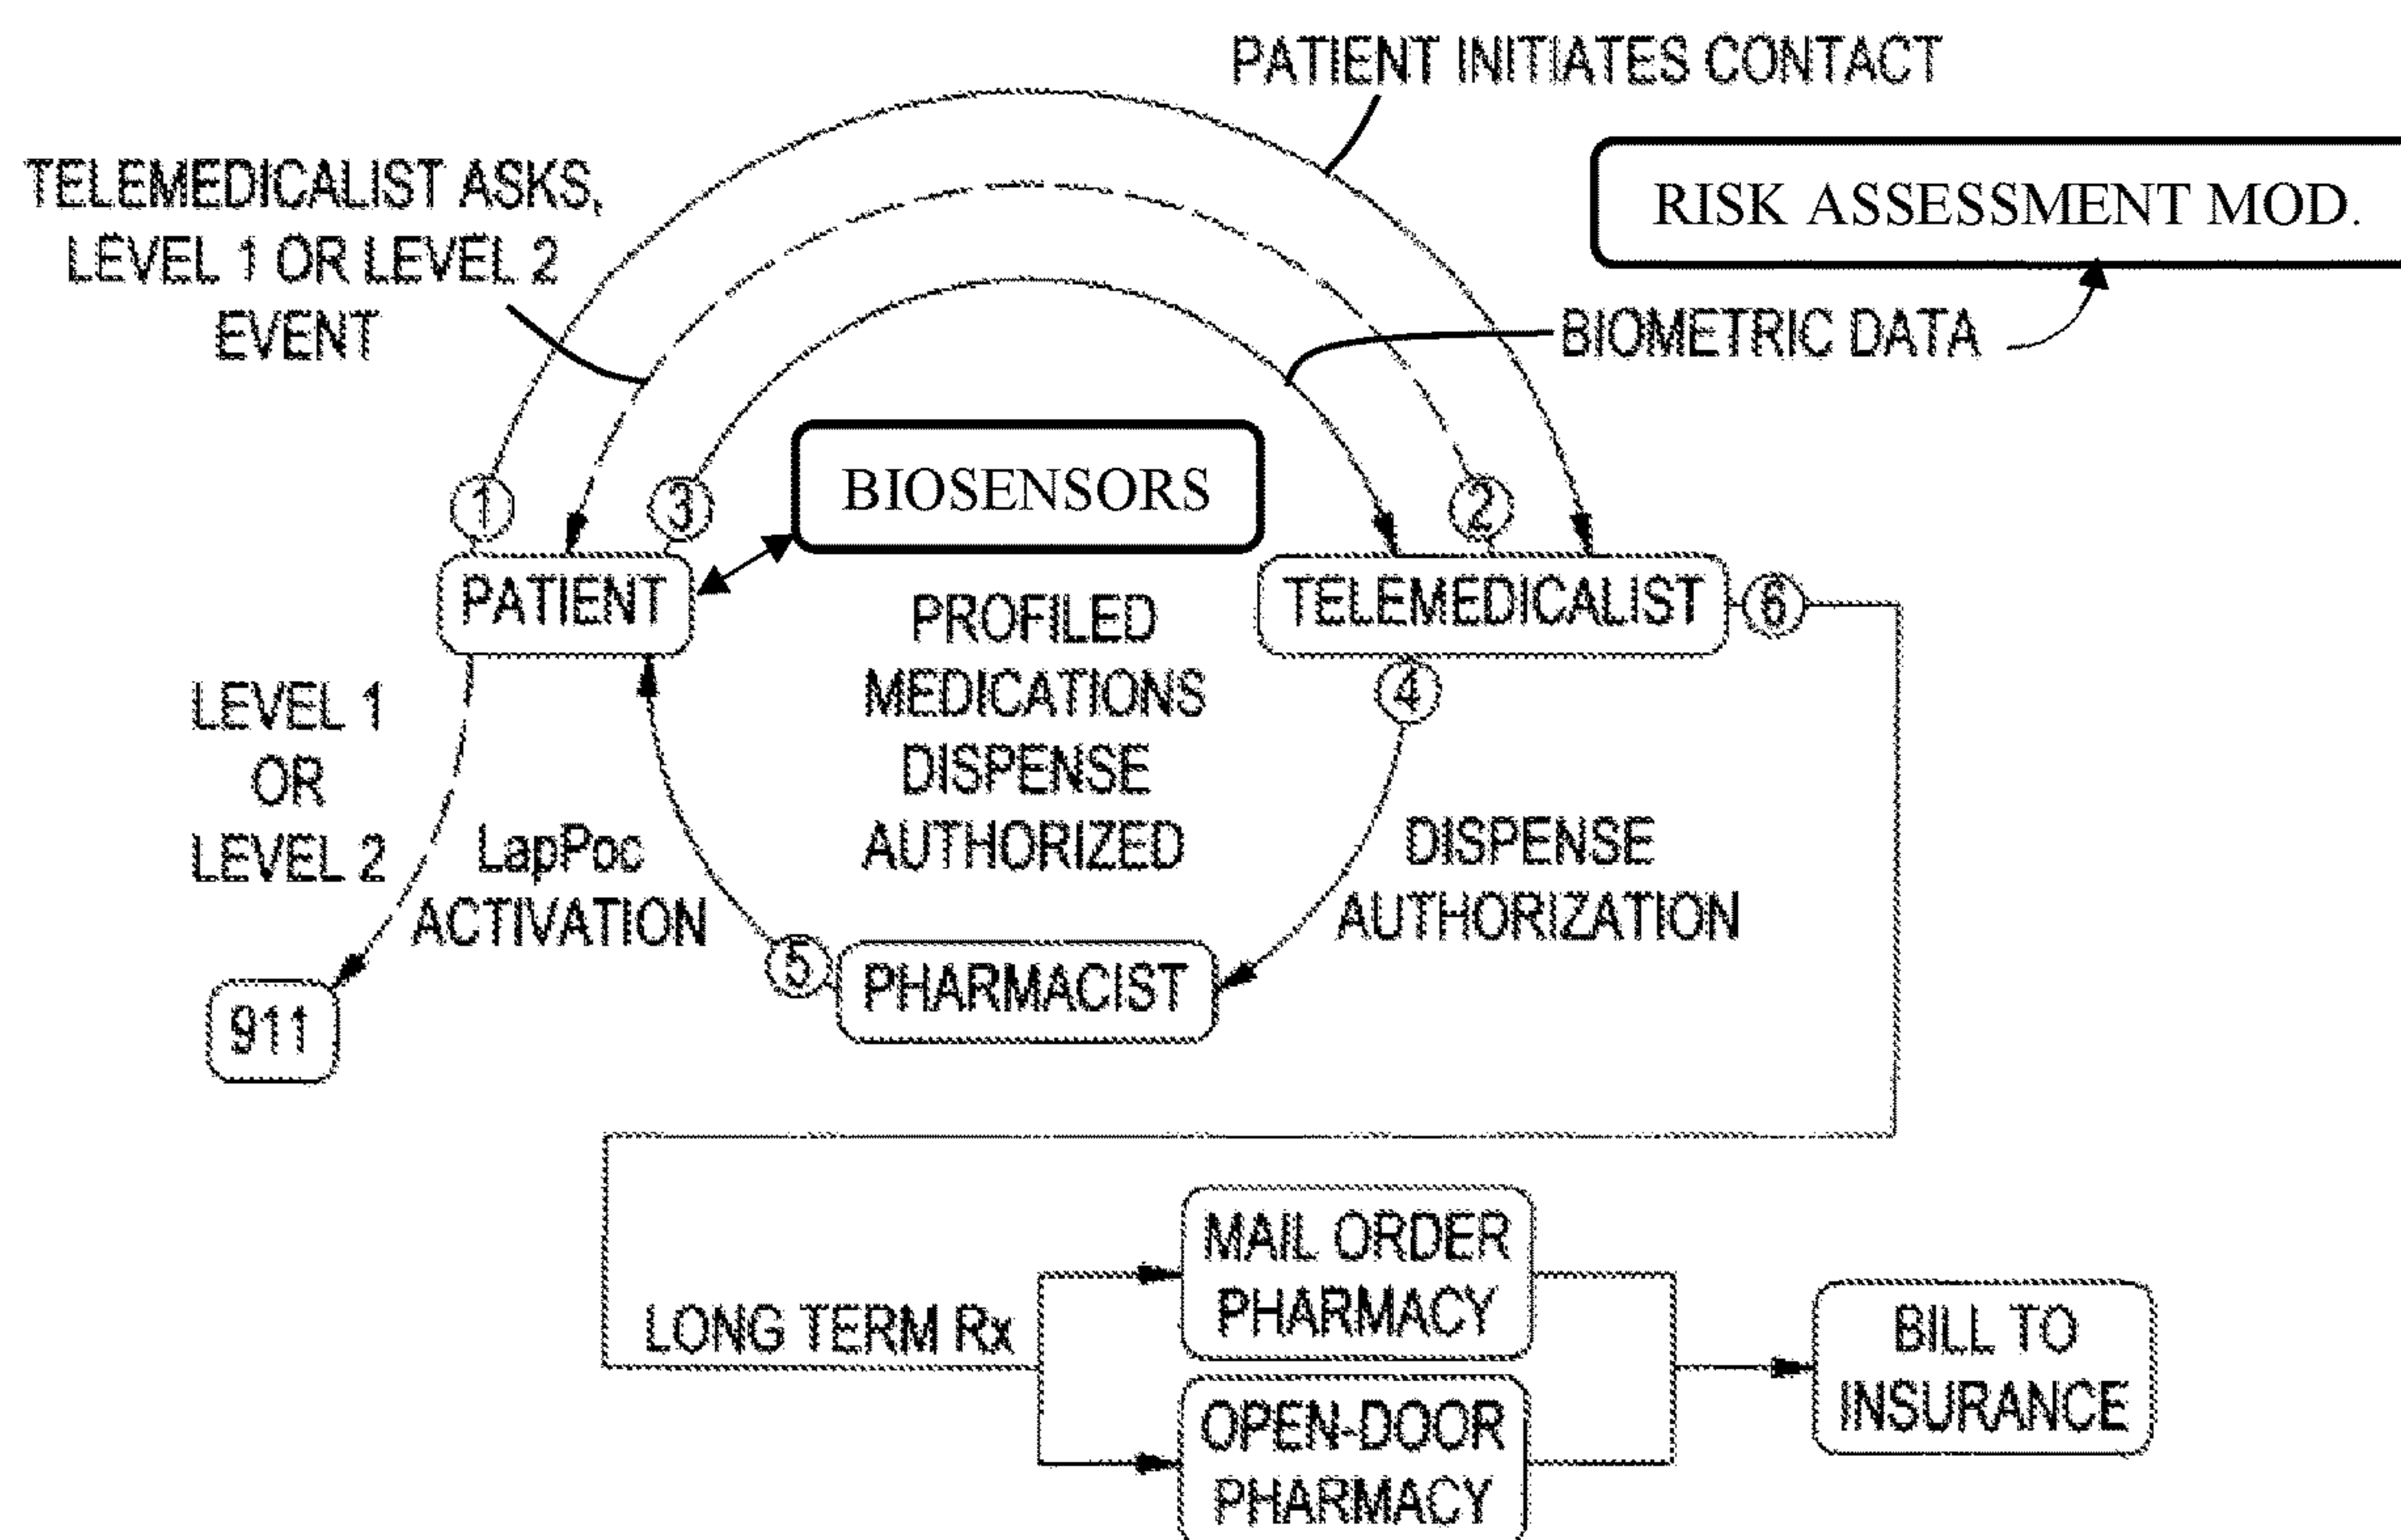 PATIENT INITIATES CONTACT
TELEMEDICALIST ASKS,
LEVEL 1 OR LEVEL 2
EVENT
RISK ASSESSMENT MOD.
BIOMETRIC DATA
1
3
BIOSENSORS
2
PATIENT
TELEMEDICALIST
6
PROFILED
MEDICATIONS
DISPENSE
AUTHORIZED
LEVEL 1
OR
LEVEL 2
4
LapPoc
ACTIVATION
DISPENSE
AUTHORIZATION
5
PHARMACIST
911
LONG TERM Rx
MAIL ORDER
PHARMACY
OPEN-DOOR
PHARMACY
BILL TO
INSURANCE